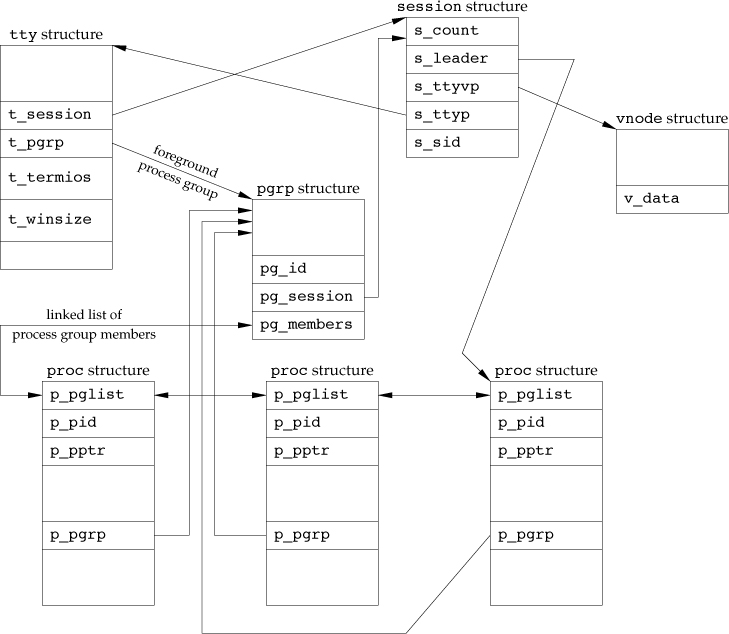 session structure
s_count
s_leader
s_ttyvp
s_ttyp
s_sid
tty structure
t_session
t_pgrp
t_termios
t_winsize
vnode structure
v_data
foreground
process group
pgrp structure
pg_id
pg_session
pg_members
linked list of
process group members
proc structure
p_pglist
p_pid
p_pptr
p_pgrp
proc structure
p_pglist
p_pid
p_pptr
p_pgrp
proc structure
p_pglist
p_pid
p_pptr
p_pgrp